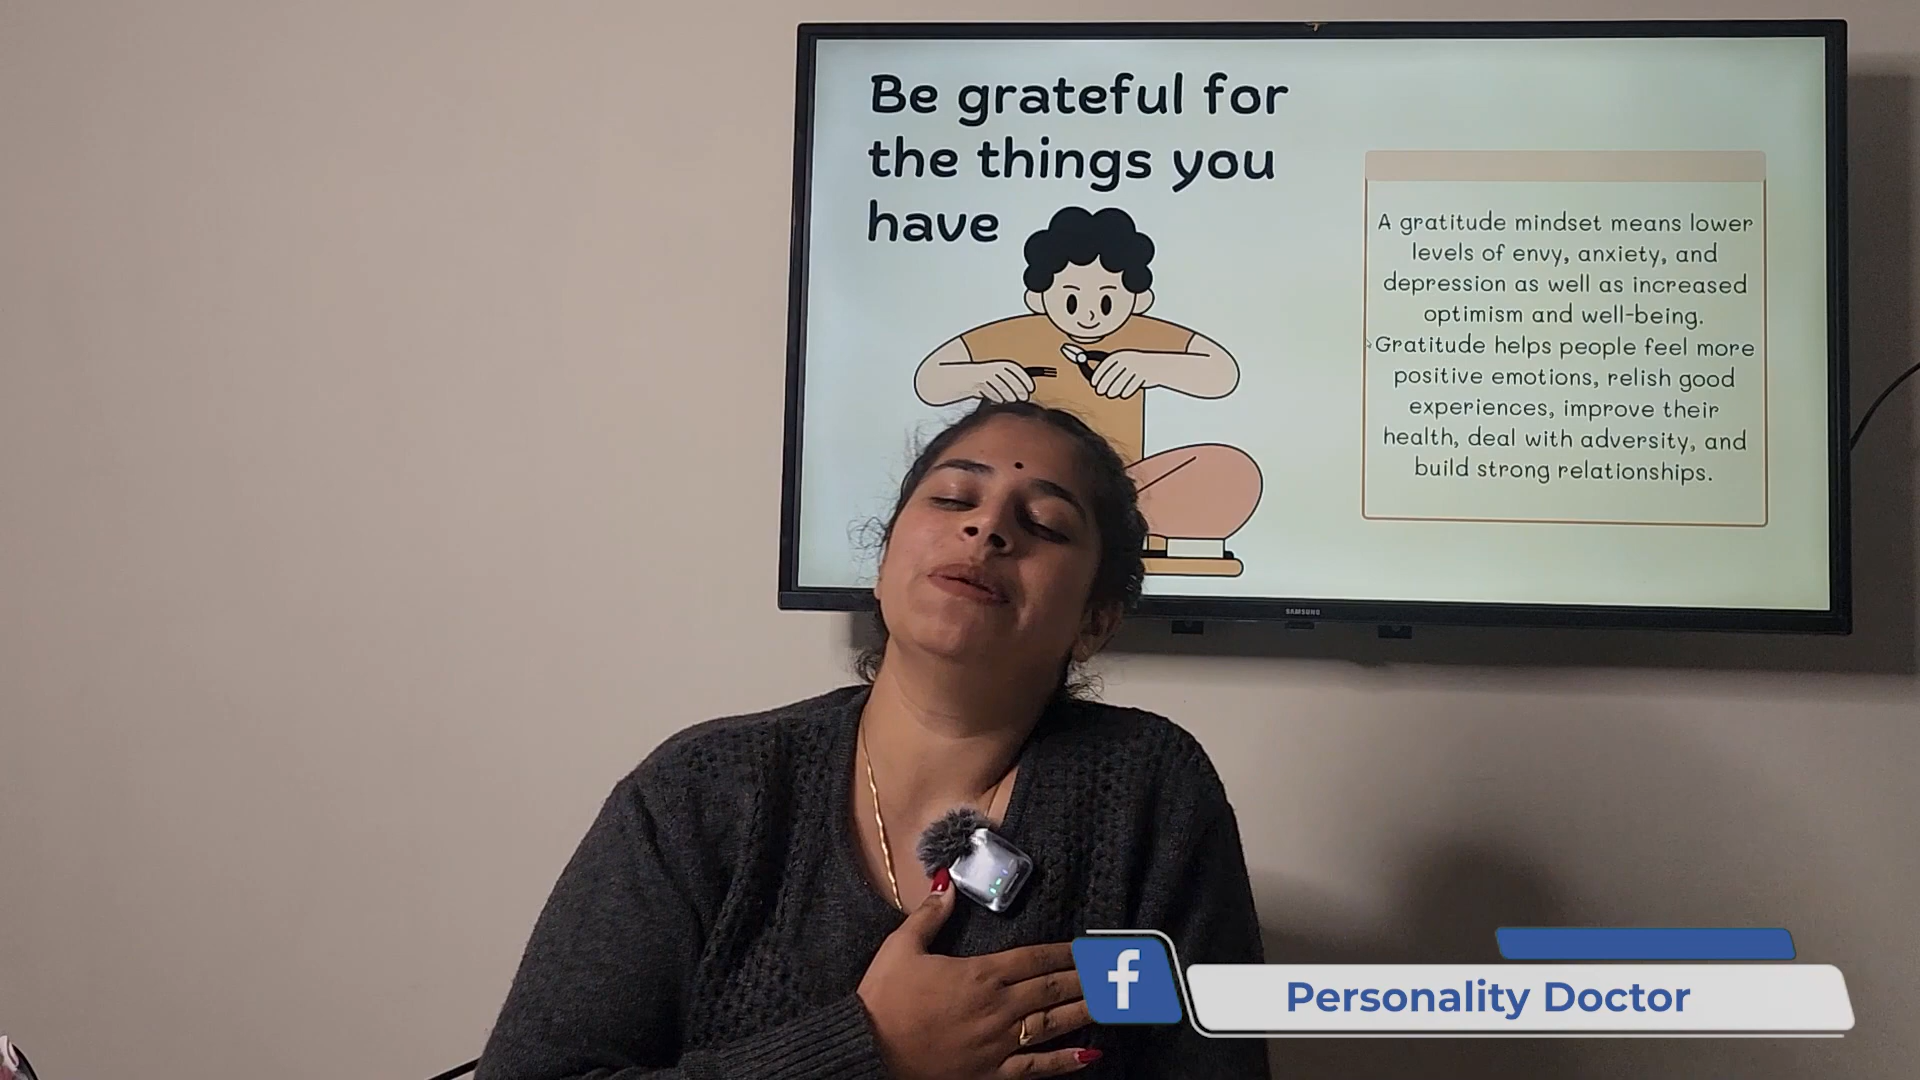 Be grateful for
the things you
have
A gratitude mindset means lower
levels of envy, anxiety, and
depression as well as increased
optimism and well-being.
Gratitude helps people feel more
positive emotions, relish good
experiences, improve their
health, deal with adversity, and
build strong relationships.
SAMSUNG
f
Personality Doctor